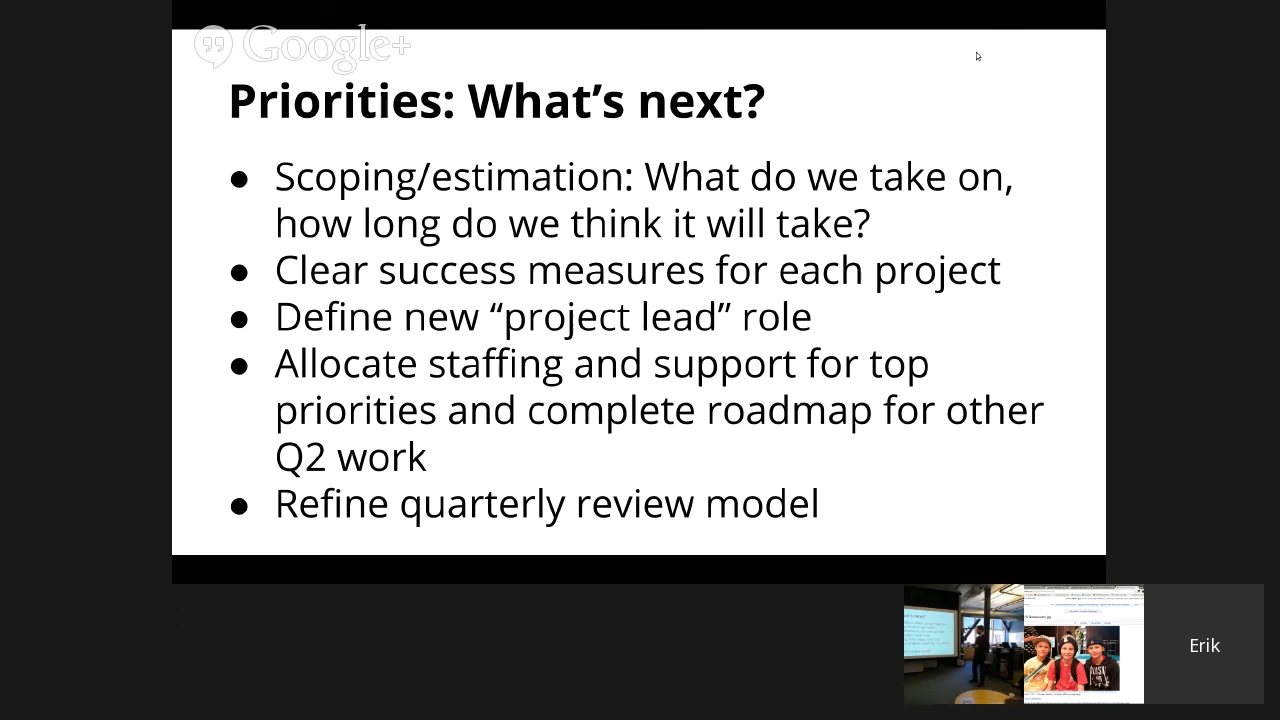 Google+
Priorities: What’s next?
● Scoping/estimation: What do we take on,
how long do we think it will take?
● Clear success measures for each project
● Define new “project lead” role
● Allocate staffing and support for top
priorities and complete roadmap for other
Q2 work
● Refine quarterly review model
Erik